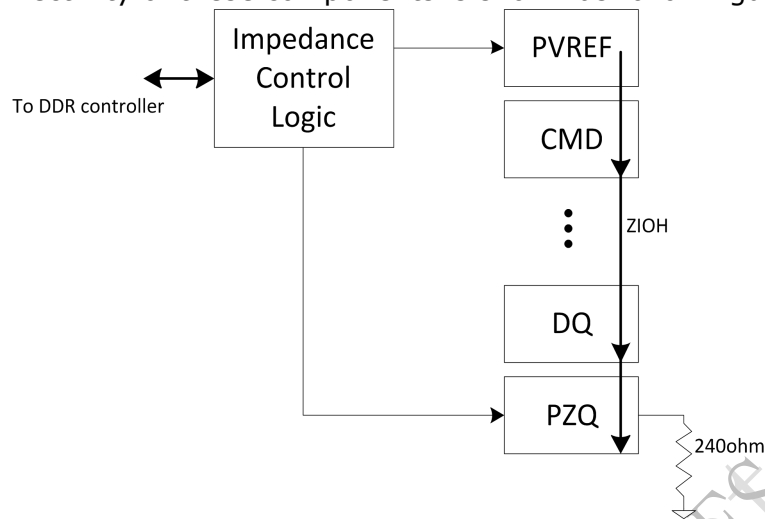 Impedance
Control
Logic
To DDR controller
PVREF
CMD
ZIOH
DQ
PZQ
240ohm